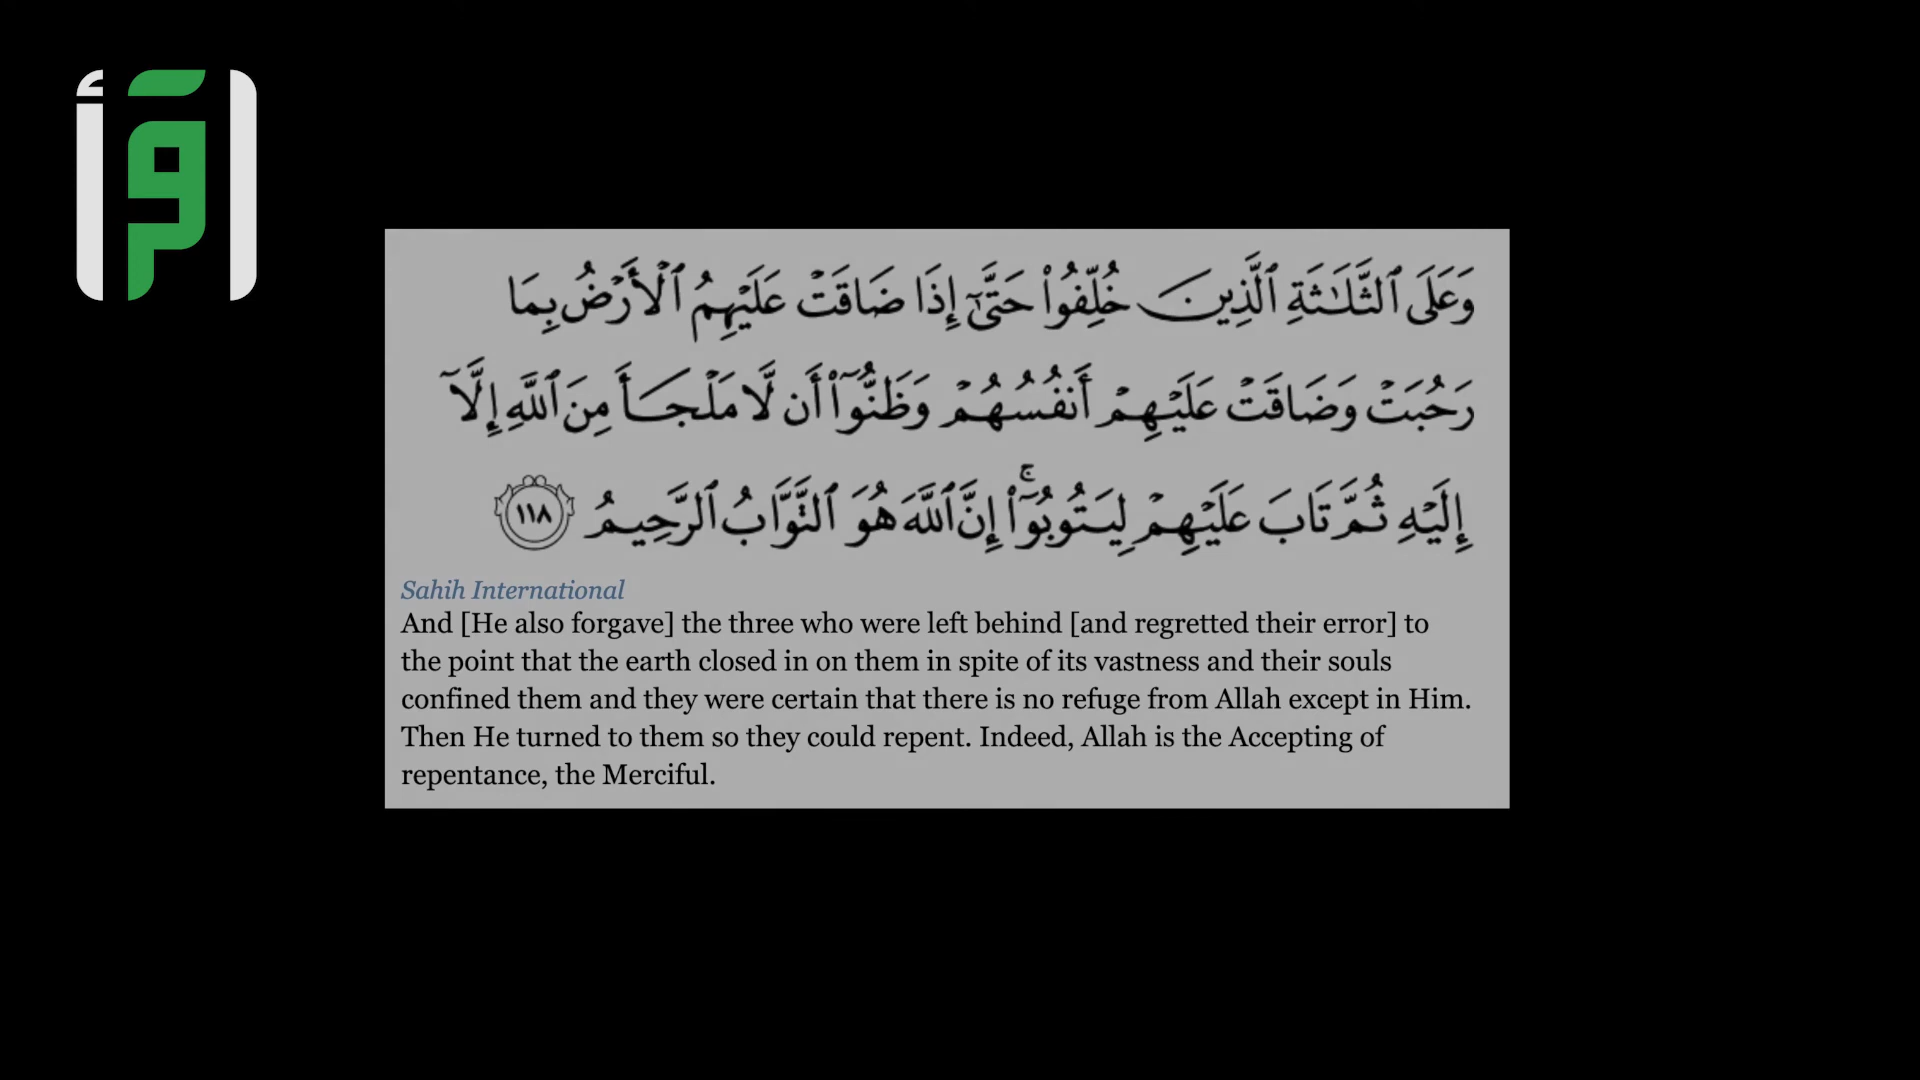 اقرأ
وَعَلَى ٱلثَّلَٰثَةِ ٱلَّذِينَ خُلِّفُوا۟ حَتَّىٰٓ إِذَا ضَاقَتْ عَلَيْهِمُ ٱلْأَرْضُ بِمَا
رَحُبَتْ وَضَاقَتْ عَلَيْهِمْ أَنفُسُهُمْ وَظَنُّوٓا۟ أَن لَّا مَلْجَأَ مِنَ ٱللَّهِ إِلَّآ
إِلَيْهِ ثُمَّ تَابَ عَلَيْهِمْ لِيَتُوبُوٓا۟ ۚ إِنَّ ٱللَّهَ هُوَ ٱلتَّوَّابُ ٱلرَّحِيمُ ١١٨
Sahih International
And [He also forgave] the three who were left behind [and regretted their error] to
the point that the earth closed in on them in spite of its vastness and their souls
confined them and they were certain that there is no refuge from Allah except in Him.
Then He turned to them so they could repent. Indeed, Allah is the Accepting of
repentance, the Merciful.